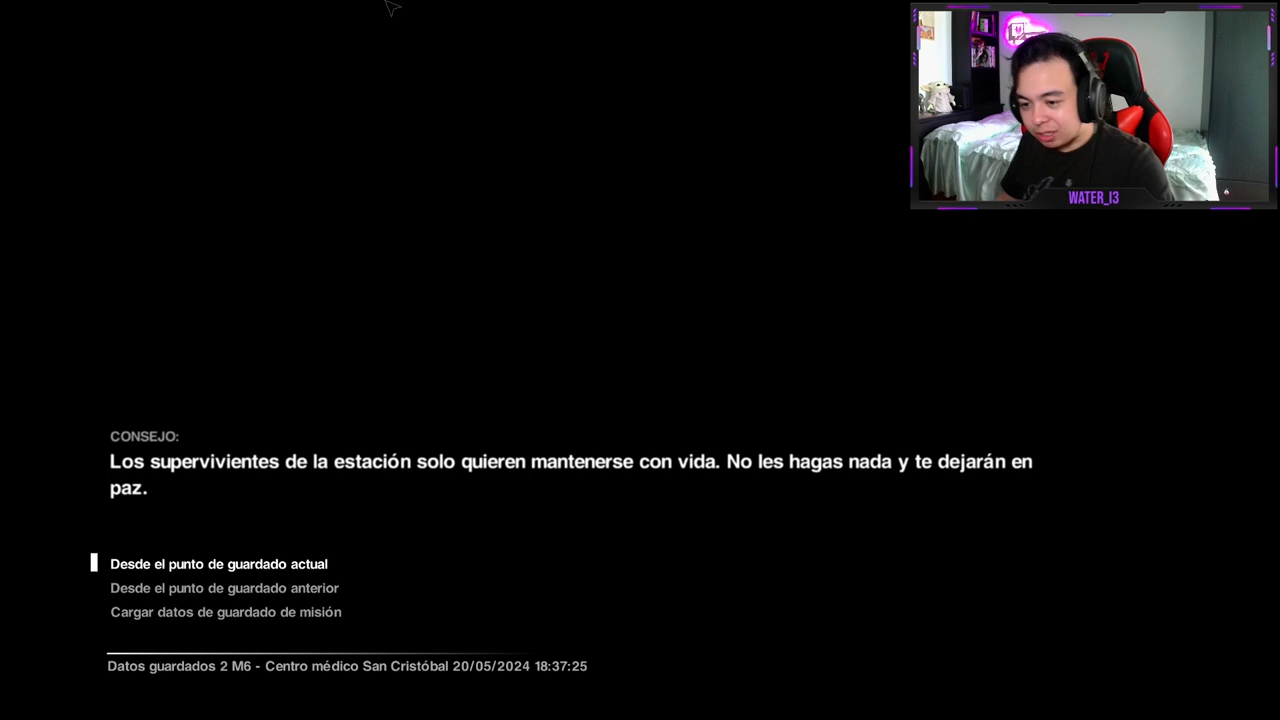 WATER_I3
CONSEJO:
Los supervivientes de la estación solo quieren mantenerse con vida. No les hagas nada y te dejarán en
paz.
Desde el punto de guardado actual
Desde el punto de guardado anterior
Cargar datos de guardado de misión
Datos guardados 2 M6 - Centro médico San Cristóbal 20/05/2024 18:37:25